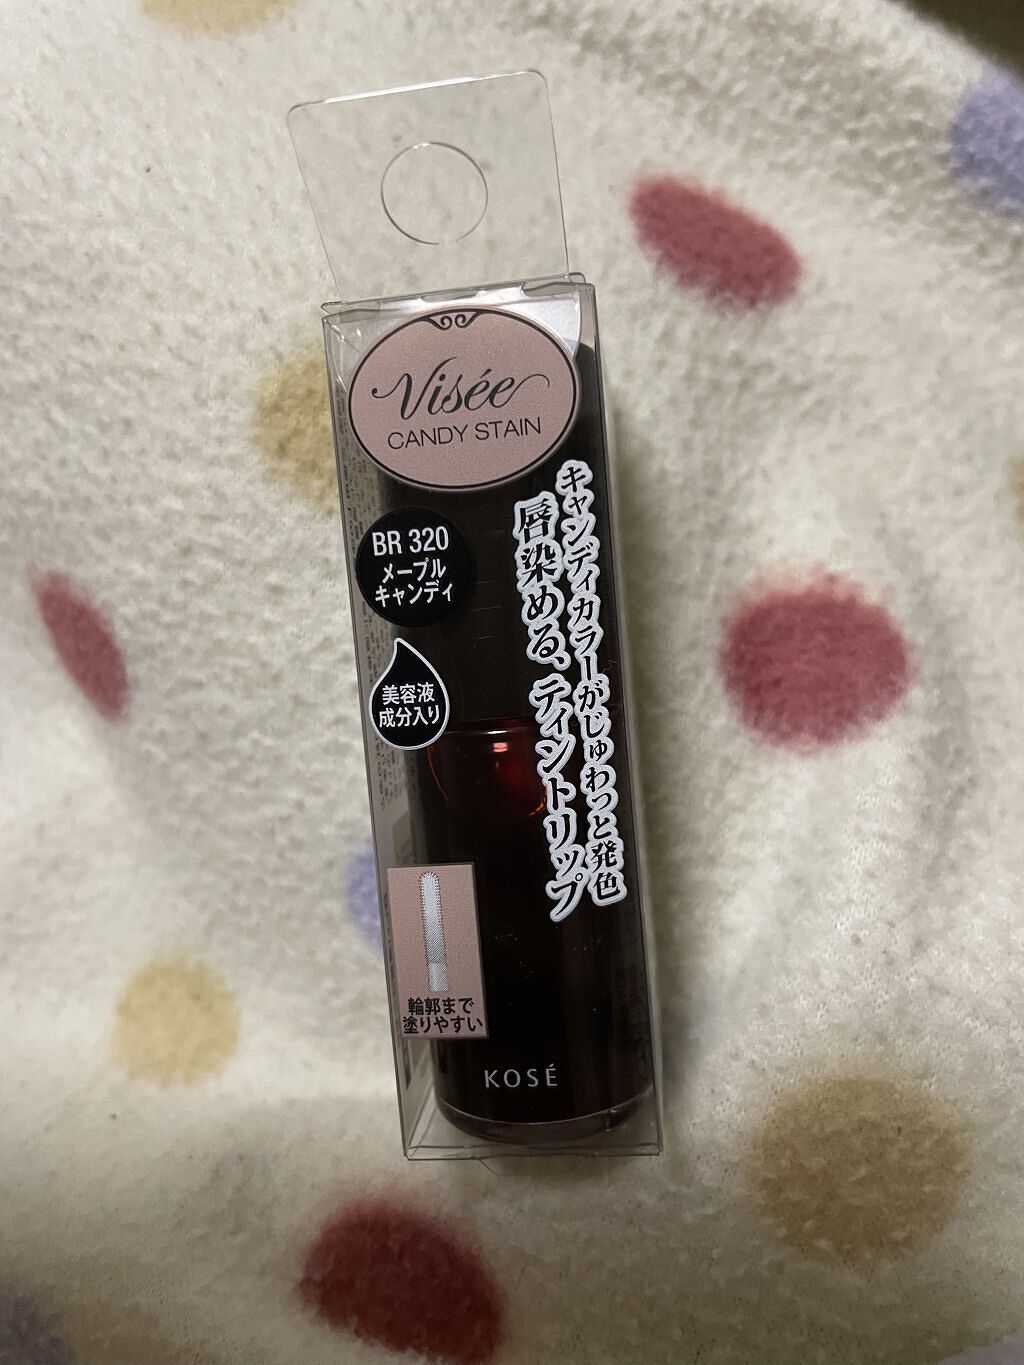 Visée
CANDY STAIN
キャンディカラーがじゅわっと発色
唇染める、ティントリップ
BR 320
メープル
キャンディ
美容液
成分入り
輪郭まで
塗りやすい
KOSÉ